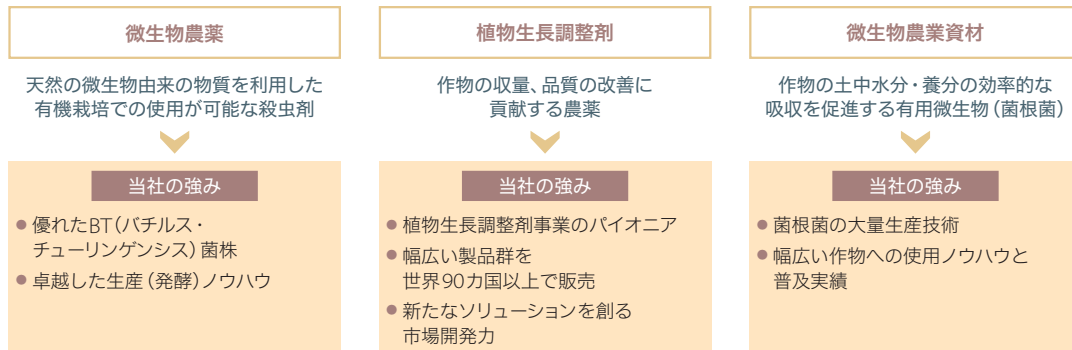 微生物農薬
天然の微生物由来の物質を利用した
有機栽培での使用が可能な殺虫剤
当社の強み
● 優れたBT(バチルス・
チューリンゲンシス)菌株
● 卓越した生産(発酵)ノウハウ
植物生長調整剤
作物の収量、品質の改善に
貢献する農薬
当社の強み
● 植物生長調整剤事業のパイオニア
● 幅広い製品群を
世界90カ国以上で販売
● 新たなソリューションを創る
市場開発力
微生物農業資材
作物の土中水分・養分の効率的な
吸収を促進する有用微生物(菌根菌)
当社の強み
● 菌根菌の大量生産技術
● 幅広い作物への使用ノウハウと
普及実績